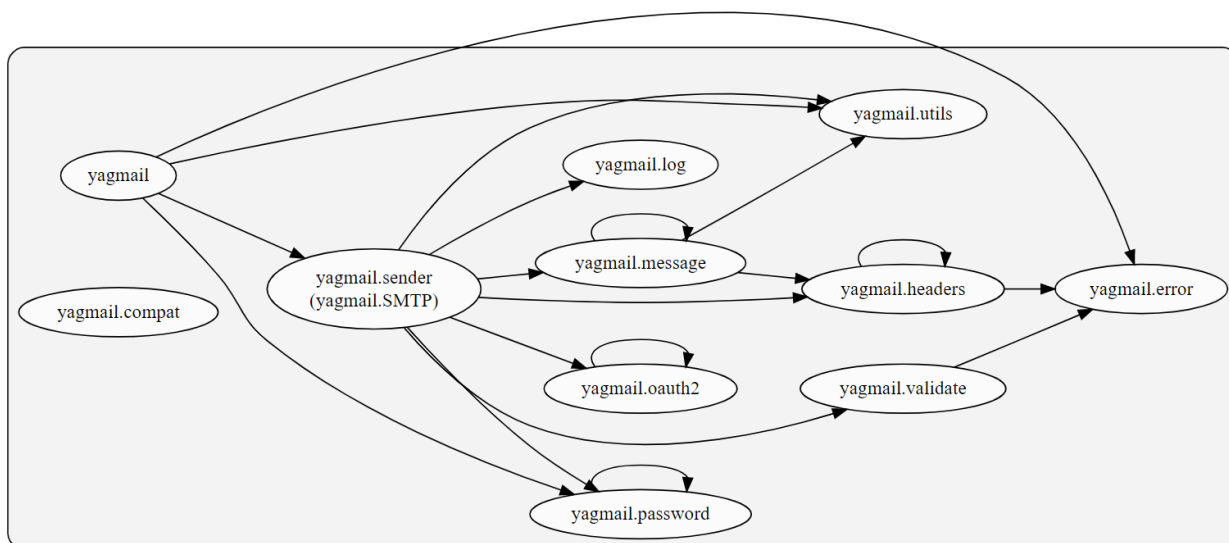 yagmail.utils
yagmail.log
yagmail
yagmail.message
yagmail.sender
(yagmail.SMTP)
yagmail.headers
yagmail.error
yagmail.compat
yagmail.oauth2
yagmail.validate
yagmail.password